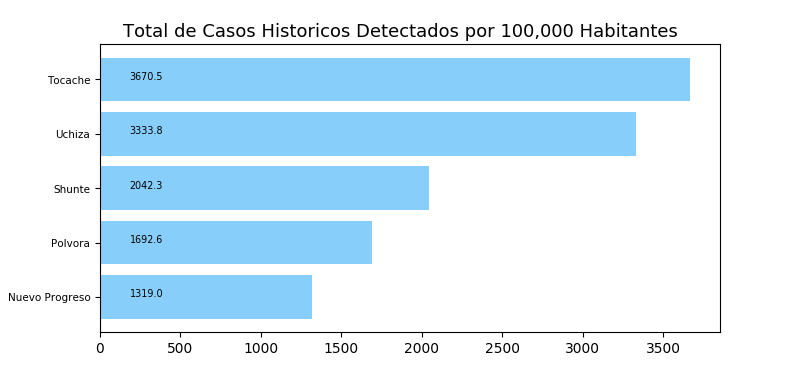 Total de Casos Historicos Detectados por 100,000 Habitantes
Tocache 3670.5
Uchiza 3333.8
Shunte 2042.3
Polvora 1692.6
Nuevo Progreso 1319.0
0 500 1000 1500 2000 2500 3000 3500